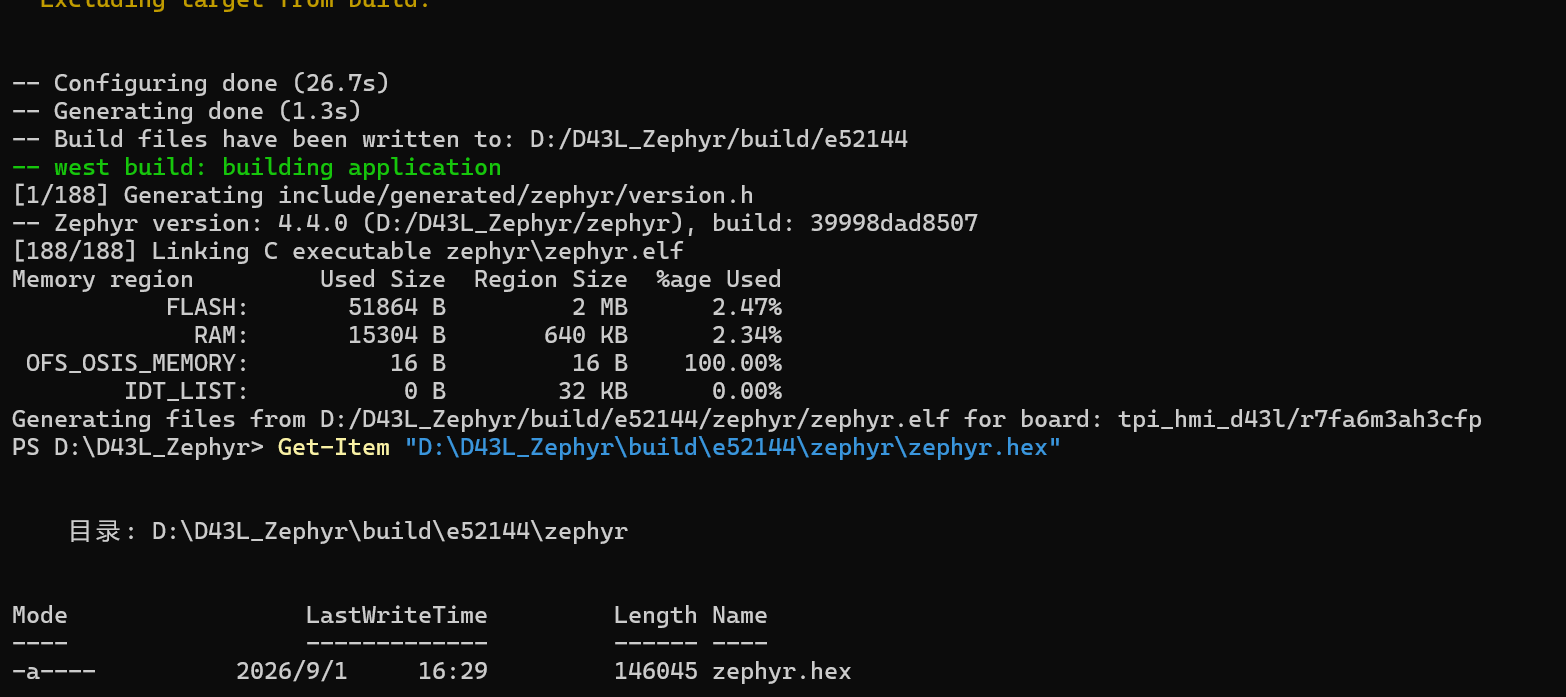 Excluding target from build.
-- Configuring done (26.7s)
-- Generating done (1.3s)
-- Build files have been written to: D:/D43L_Zephyr/build/e52144
-- west build: building application
[1/188] Generating include/generated/zephyr/version.h
-- Zephyr version: 4.4.0 (D:/D43L_Zephyr/zephyr), build: 39998dad8507
[188/188] Linking C executable zephyr\zephyr.elf
Memory region         Used Size  Region Size  %age Used
           FLASH:       51864 B         2 MB      2.47%
             RAM:       15304 B       640 KB      2.34%
 OFS_OSIS_MEMORY:          16 B         16 B    100.00%
        IDT_LIST:           0 B        32 KB      0.00%
Generating files from D:/D43L_Zephyr/build/e52144/zephyr/zephyr.elf for board: tpi_hmi_d43l/r7fa6m3ah3cfp
PS D:\D43L_Zephyr> Get-Item "D:\D43L_Zephyr\build\e52144\zephyr\zephyr.hex"
    目录: D:\D43L_Zephyr\build\e52144\zephyr
Mode                 LastWriteTime         Length Name
----                 -------------         ------ ----
-a----          2026/9/1     16:29         146045 zephyr.hex